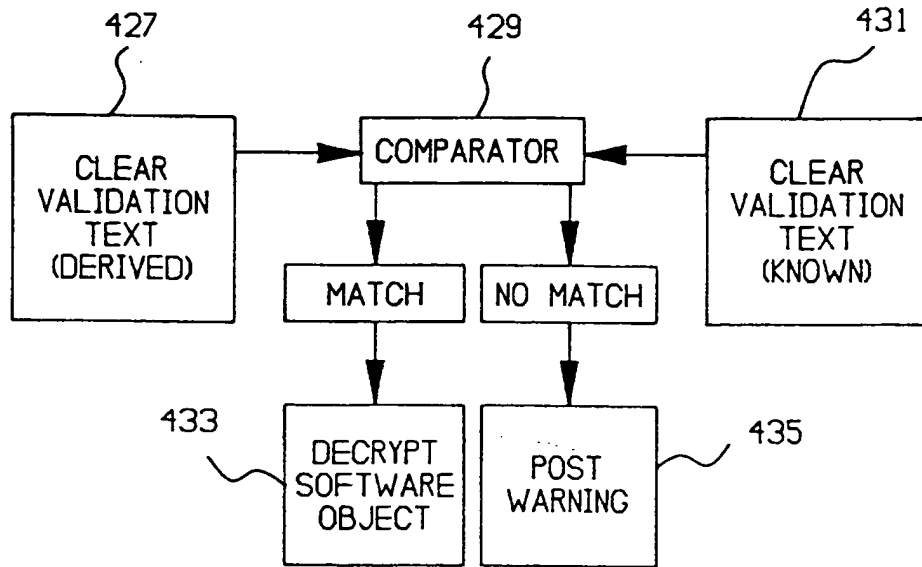 427
429
431
CLEAR
VALIDATION
TEXT
(DERIVED)
COMPARATOR
CLEAR
VALIDATION
TEXT
(KNOWN)
MATCH
NO MATCH
433
DECRYPT
SOFTWARE
OBJECT
POST
WARNING
435